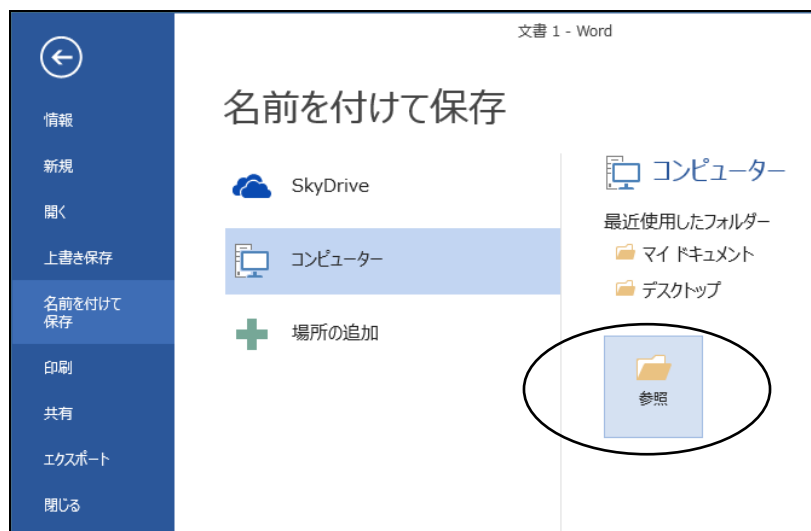 文書 1 - Word
情報
新規
開く
上書き保存
名前を付けて
保存
印刷
共有
エクスポート
閉じる
名前を付けて保存
SkyDrive
コンピューター
場所の追加
コンピューター
最近使用したフォルダー
マイ ドキュメント
デスクトップ
参照